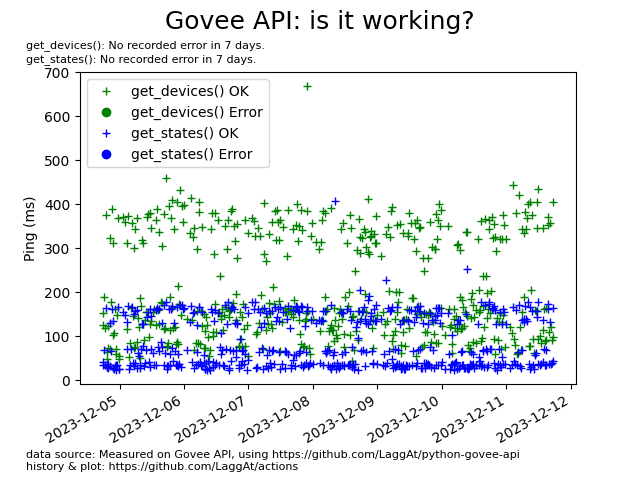 Govee API: is it working?
get_devices(): No recorded error in 7 days.
get_states(): No recorded error in 7 days.
700
600
500
400
300
200
100
0
Ping (ms)
get_devices() OK
get_devices() Error
get_states() OK
get_states() Error
2023-12-05
2023-12-06
2023-12-07
2023-12-08
2023-12-09
2023-12-10
2023-12-11
2023-12-12
data source: Measured on Govee API, using https://github.com/LaggAt/python-govee-api
history & plot: https://github.com/LaggAt/actions